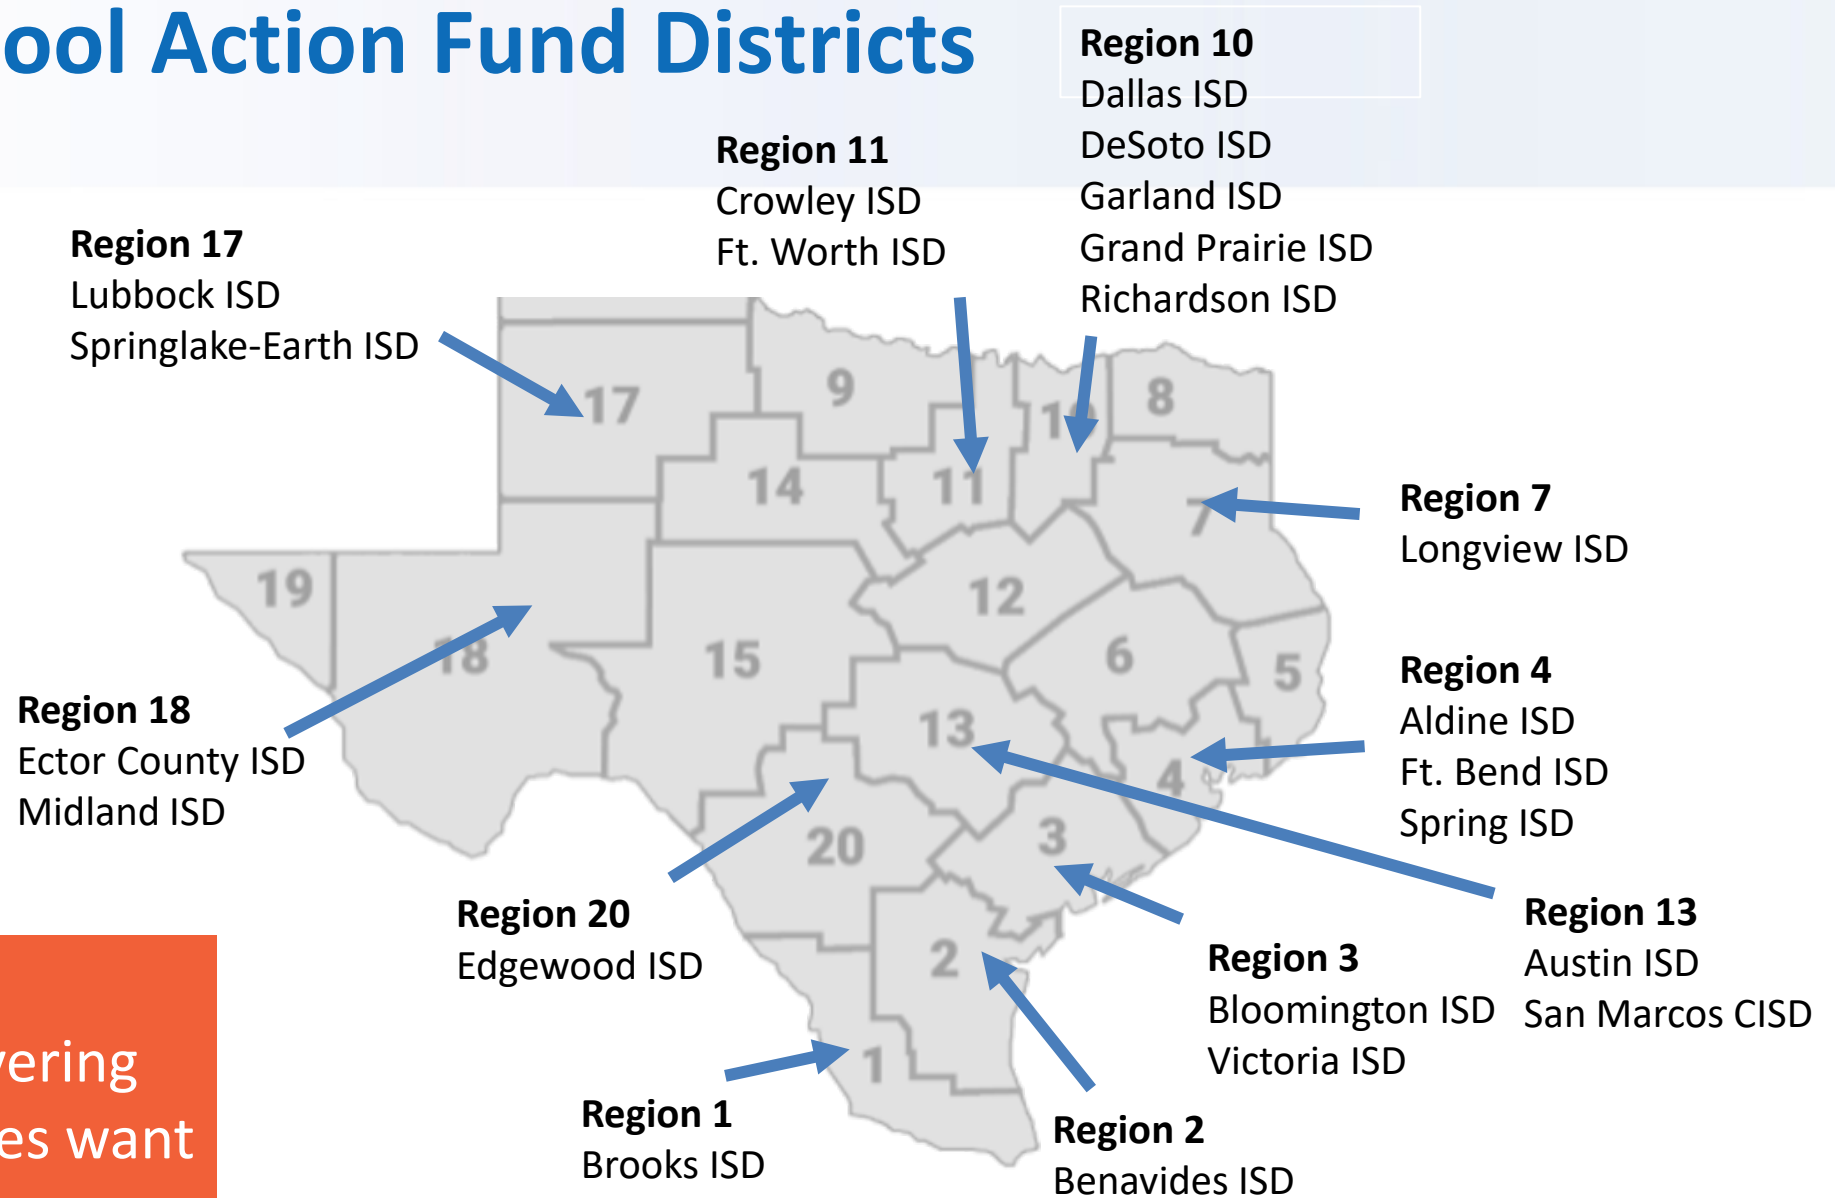 ool Action Fund Districts
Region 10
Dallas ISD
DeSoto ISD
Garland ISD
Grand Prairie ISD
Richardson ISD
Region 11
Crowley ISD
Ft. Worth ISD
Region 17
Lubbock ISD
Springlake-Earth ISD
17
9
10
8
14
11
7
Region 7
Longview ISD
19
12
18
15
6
5
Region 4
Aldine ISD
Ft. Bend ISD
Spring ISD
Region 18
Ector County ISD
Midland ISD
13
4
20
3
Region 20
Edgewood ISD
2
Region 13
Austin ISD
San Marcos CISD
Region 3
Bloomington ISD
Victoria ISD
1
Region 1
Brooks ISD
Region 2
Benavides ISD
vering
es want